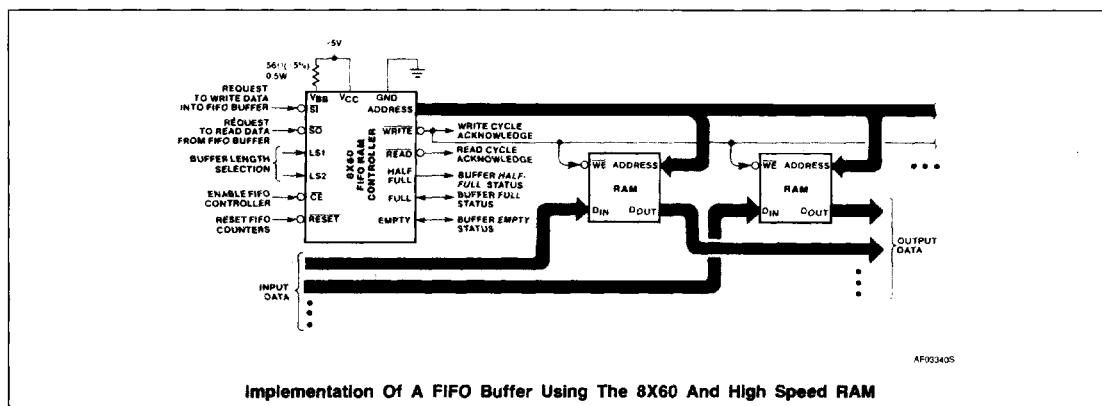 -5V
56Ω(±5%)
0.5W
REQUEST
TO WRITE DATA
INTO FIFO BUFFER
REQUEST
TO READ DATA
FROM FIFO BUFFER
BUFFER LENGTH
SELECTION
ENABLE FIFO
CONTROLLER
RESET FIFO
COUNTERS
VBB
VCC
GND
SI
ADDRESS
SO
WRITE
LS1
READ
LS2
HALF
FULL
CE
FULL
RESET
EMPTY
8X60
FIFO RAM
CONTROLLER
WRITE CYCLE
ACKNOWLEDGE
READ CYCLE
ACKNOWLEDGE
BUFFER HALF-
FULL STATUS
BUFFER FULL
STATUS
BUFFER EMPTY
STATUS
WE ADDRESS
RAM
DIN DOUT
WE ADDRESS
RAM
DIN DOUT
INPUT
DATA
OUTPUT
DATA
AF03340S
Implementation Of A FIFO Buffer Using The 8X60 And High Speed RAM